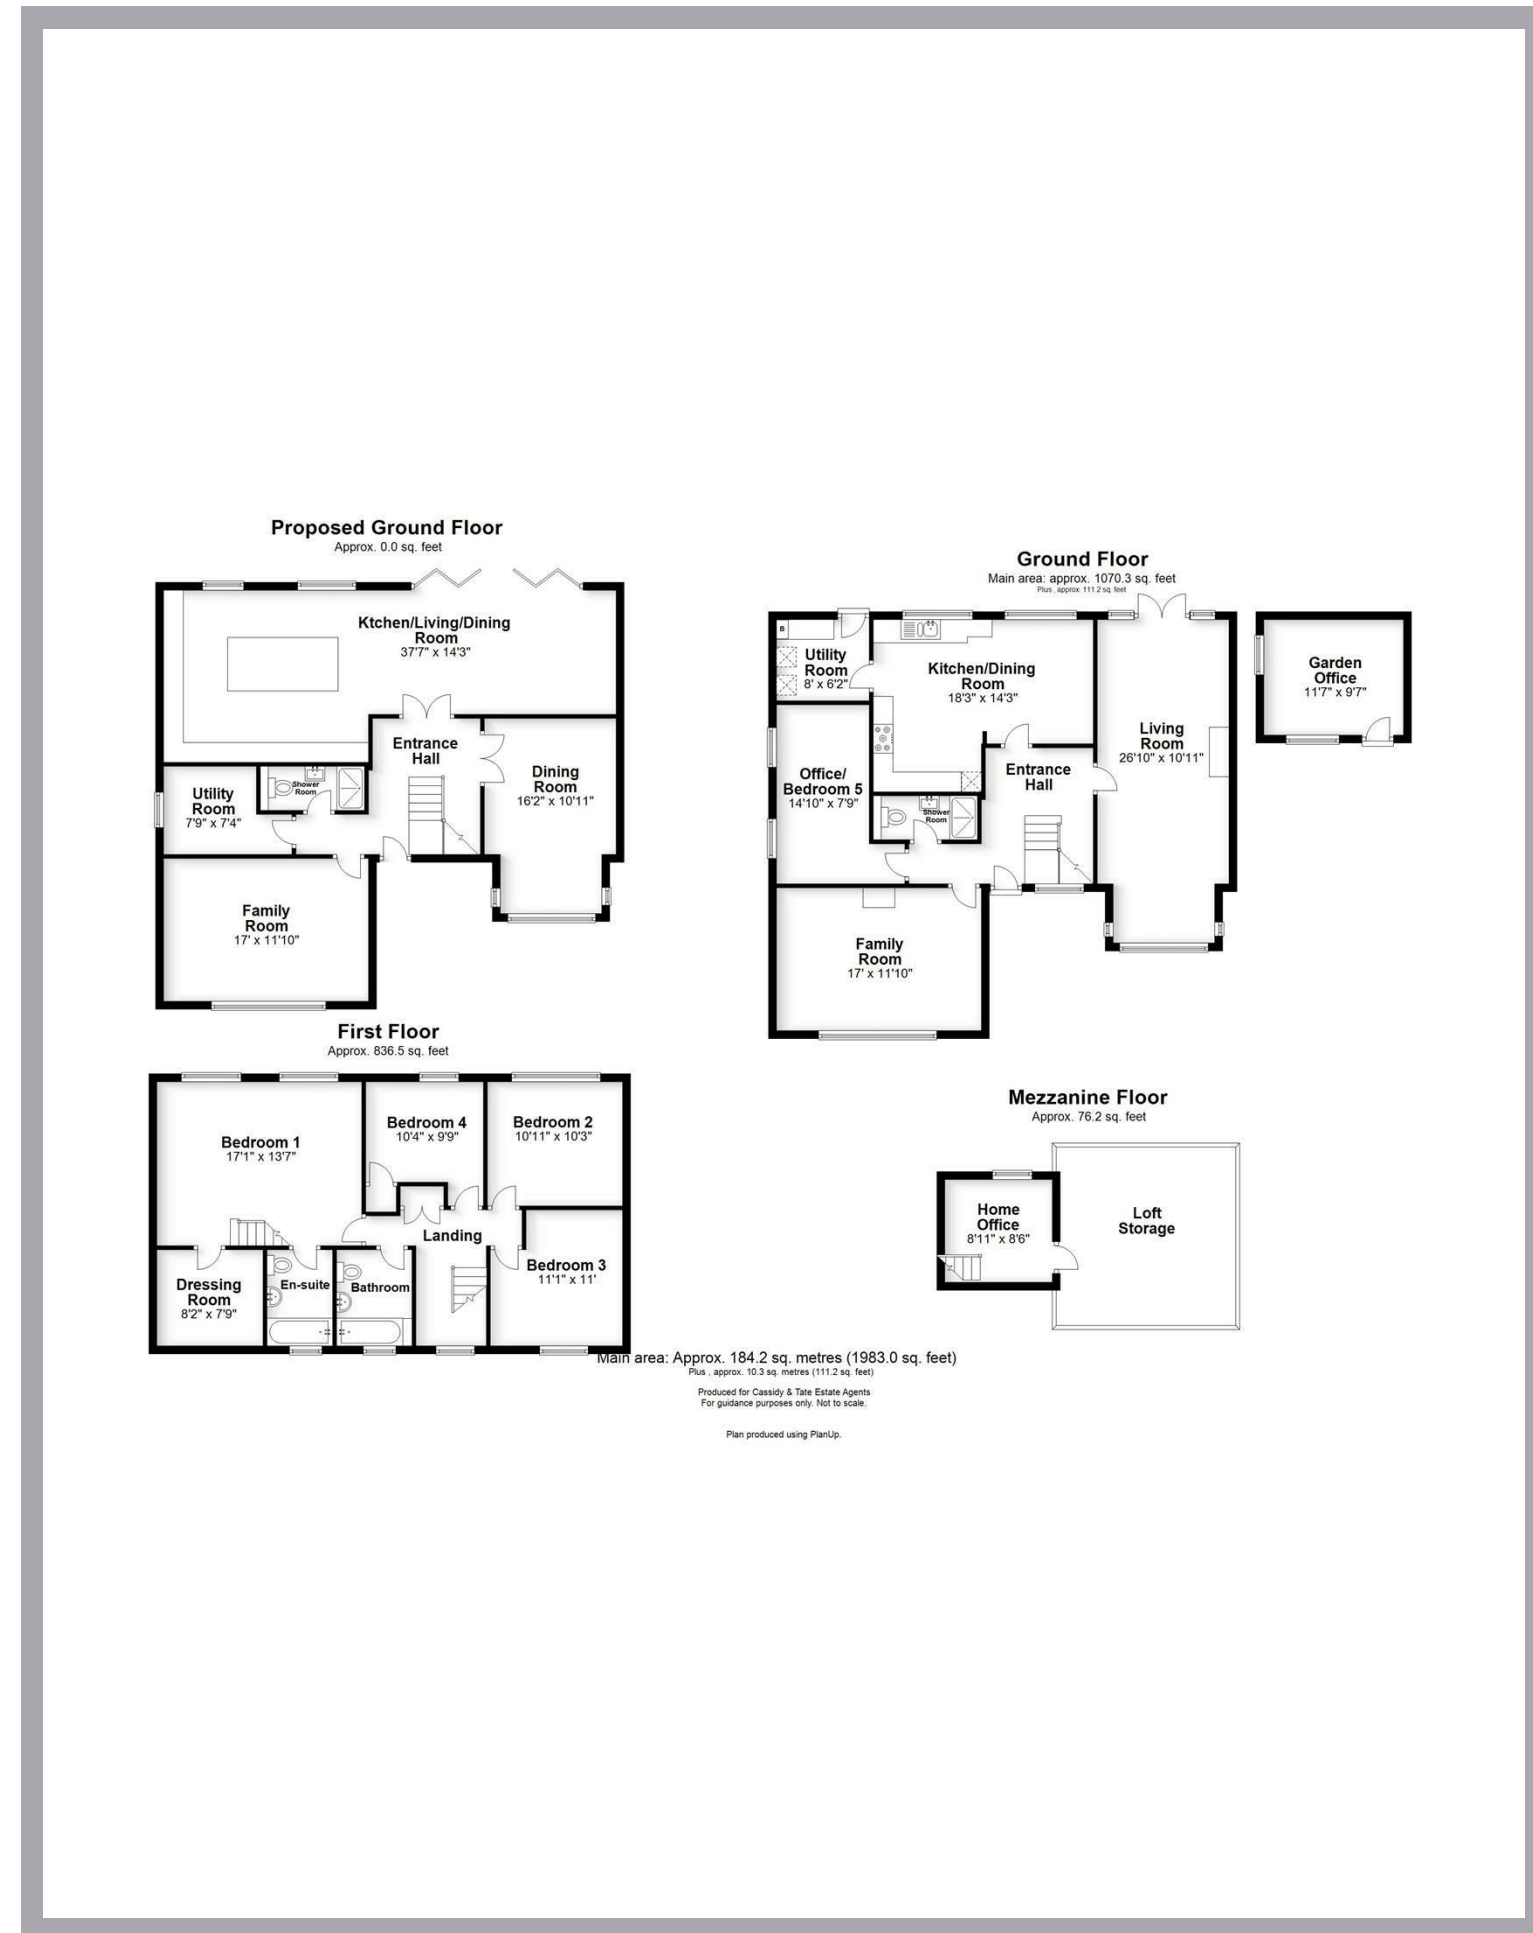 Proposed Ground Floor
Approx. 0.0 sq. feet
Ktchen/Living/Dining
Room
37'7" x 14'3"
Entrance
Hall
Dining
Room
16'2" x 10'11"
Shower
Room
Utility
Room
7'9" x 7'4"
Family
Room
17' x 11'10"
Ground Floor
Main area: approx. 1070.3 sq. feet
Plus , approx. 111.2 sq. feet
B
Utility
Room
8' x 6'2"
Kitchen/Dining
Room
18'3" x 14'3"
Living
Room
26'10" x 10'11"
Garden
Office
11'7" x 9'7"
Office/
Bedroom 5
14'10" x 7'9"
Entrance
Hall
Shower
Room
Family
Room
17' x 11'10"
First Floor
Approx. 836.5 sq. feet
Bedroom 1
17'1" x 13'7"
Bedroom 4
10'4" x 9'9"
Bedroom 2
10'11" x 10'3"
Landing
Bedroom 3
11'1" x 11'
Dressing
Room
8'2" x 7'9"
En-suite
Bathroom
Mezzanine Floor
Approx. 76.2 sq. feet
Home
Office
8'11" x 8'6"
Loft
Storage
Main area: Approx. 184.2 sq. metres (1983.0 sq. feet)
Plus , approx. 10.3 sq. metres (111.2 sq. feet)
Produced for Cassidy & Tate Estate Agents
For guidance purposes only. Not to scale.
Plan produced using PlanUp.